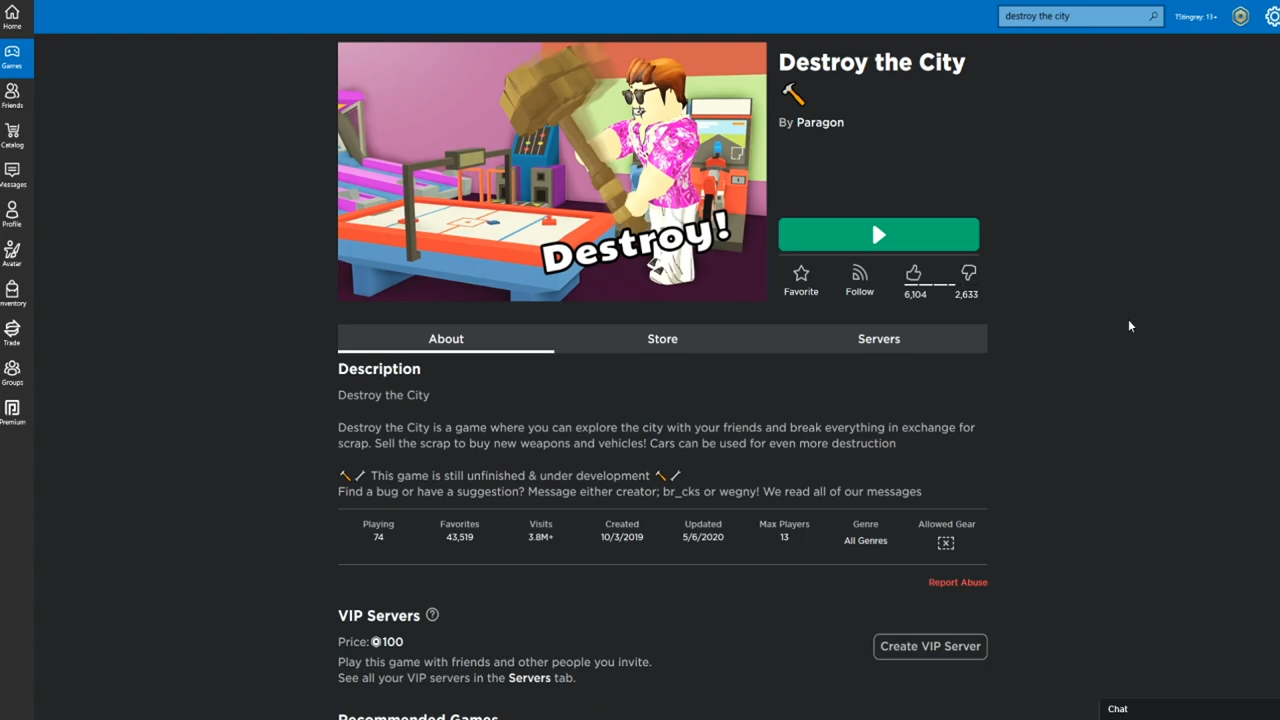 Home
destroy the city
TStingray: 13+
Games
Friends
Catalog
Messages
Profile
Avatar
Inventory
Trade
Groups
Premium
Destroy!
Destroy the City
🔨
By Paragon
Favorite
Follow
6,104
2,633
About
Store
Servers
Description
Destroy the City
Destroy the City is a game where you can explore the city with your friends and break everything in exchange for
scrap. Sell the scrap to buy new weapons and vehicles! Cars can be used for even more destruction
🔨🦯 This game is still unfinished & under development 🔨🦯
Find a bug or have a suggestion? Message either creator; br_cks or wegny! We read all of our messages
Playing
Favorites
Visits
Created
Updated
Max Players
Genre
Allowed Gear
74
43,519
3.8M+
10/3/2019
5/6/2020
13
All Genres
Report Abuse
VIP Servers
Price: 100
Create VIP Server
Play this game with friends and other people you invite.
See all your VIP servers in the Servers tab.
Recommended Games
Chat